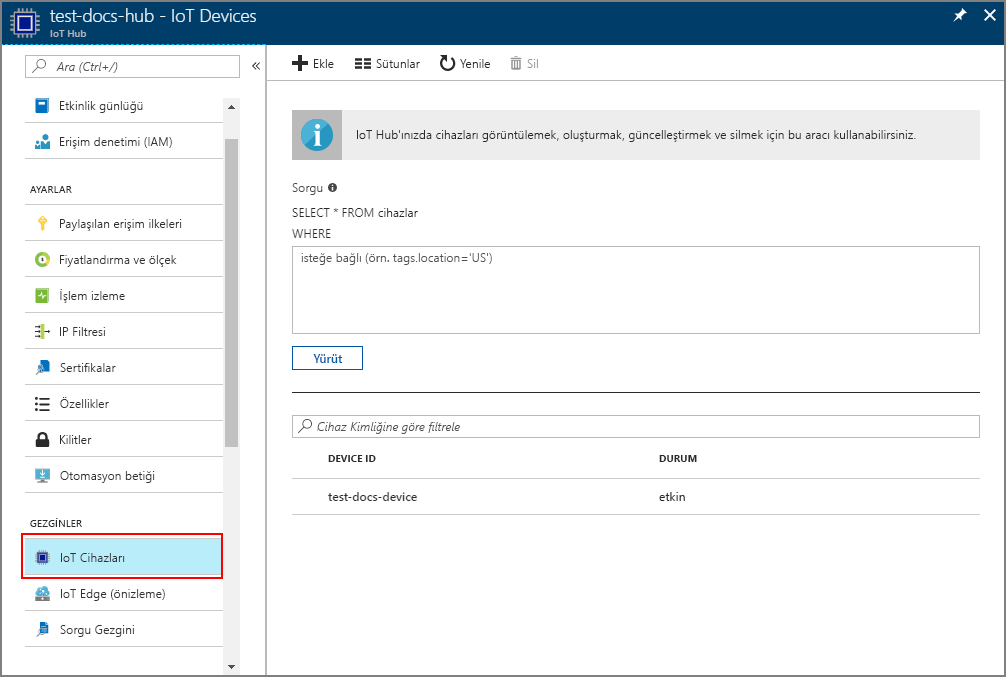 test-docs-hub - IoT Devices
IoT Hub
Ara (Ctrl+/)
«
Etkinlik günlüğü
Erişim denetimi (IAM)
AYARLAR
Paylaşılan erişim ilkeleri
Fiyatlandırma ve ölçek
İşlem izleme
IP Filtresi
Sertifikalar
Özellikler
Kilitler
Otomasyon betiği
GEZGİNLER
IoT Cihazları
IoT Edge (önizleme)
Sorgu Gezgini
Ekle Sütunlar Yenile Sil
IoT Hub'ınızda cihazları görüntülemek, oluşturmak, güncelleştirmek ve silmek için bu aracı kullanabilirsiniz.
Sorgu
SELECT * FROM cihazlar
WHERE
isteğe bağlı (örn. tags.location='US')
Yürüt
Cihaz Kimliğine göre filtrele
DEVICE ID DURUM
test-docs-device etkin